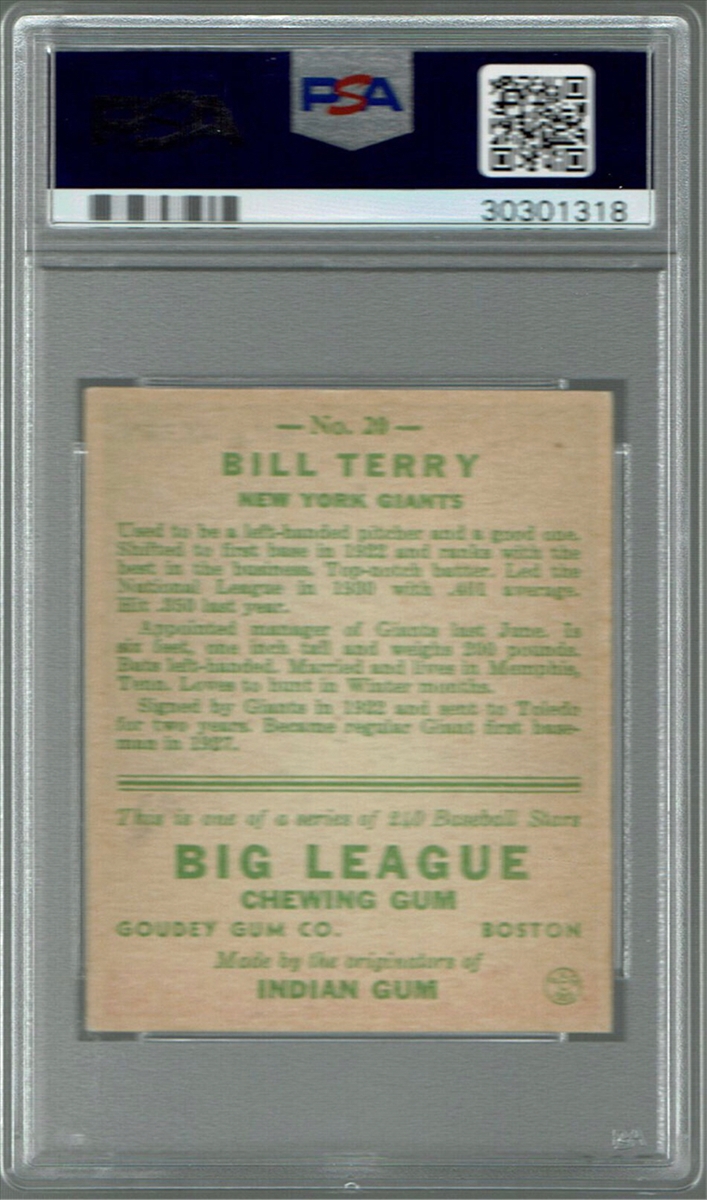 PSA
30301318
— No. 20 —
BILL TERRY
NEW YORK GIANTS
Used to be a left-handed pitcher and a good one.
Shifted to first base in 1922 and ranks with the
best in the business. Top-notch batter. Led the
National League in 1930 with .401 average.
Hit .350 last year.
Appointed manager of Giants last June. Is
six feet, one inch tall and weighs 200 pounds.
Bats left-handed. Married and lives in Memphis,
Tenn. Loves to hunt in Winter months.
Signed by Giants in 1922 and sent to Toledo
for two years. Became regular Giant first base-
man in 1927.
This is one of a series of 240 Baseball Stars
BIG LEAGUE
CHEWING GUM
GOUDEY GUM CO. BOSTON
Made by the originators of
INDIAN GUM